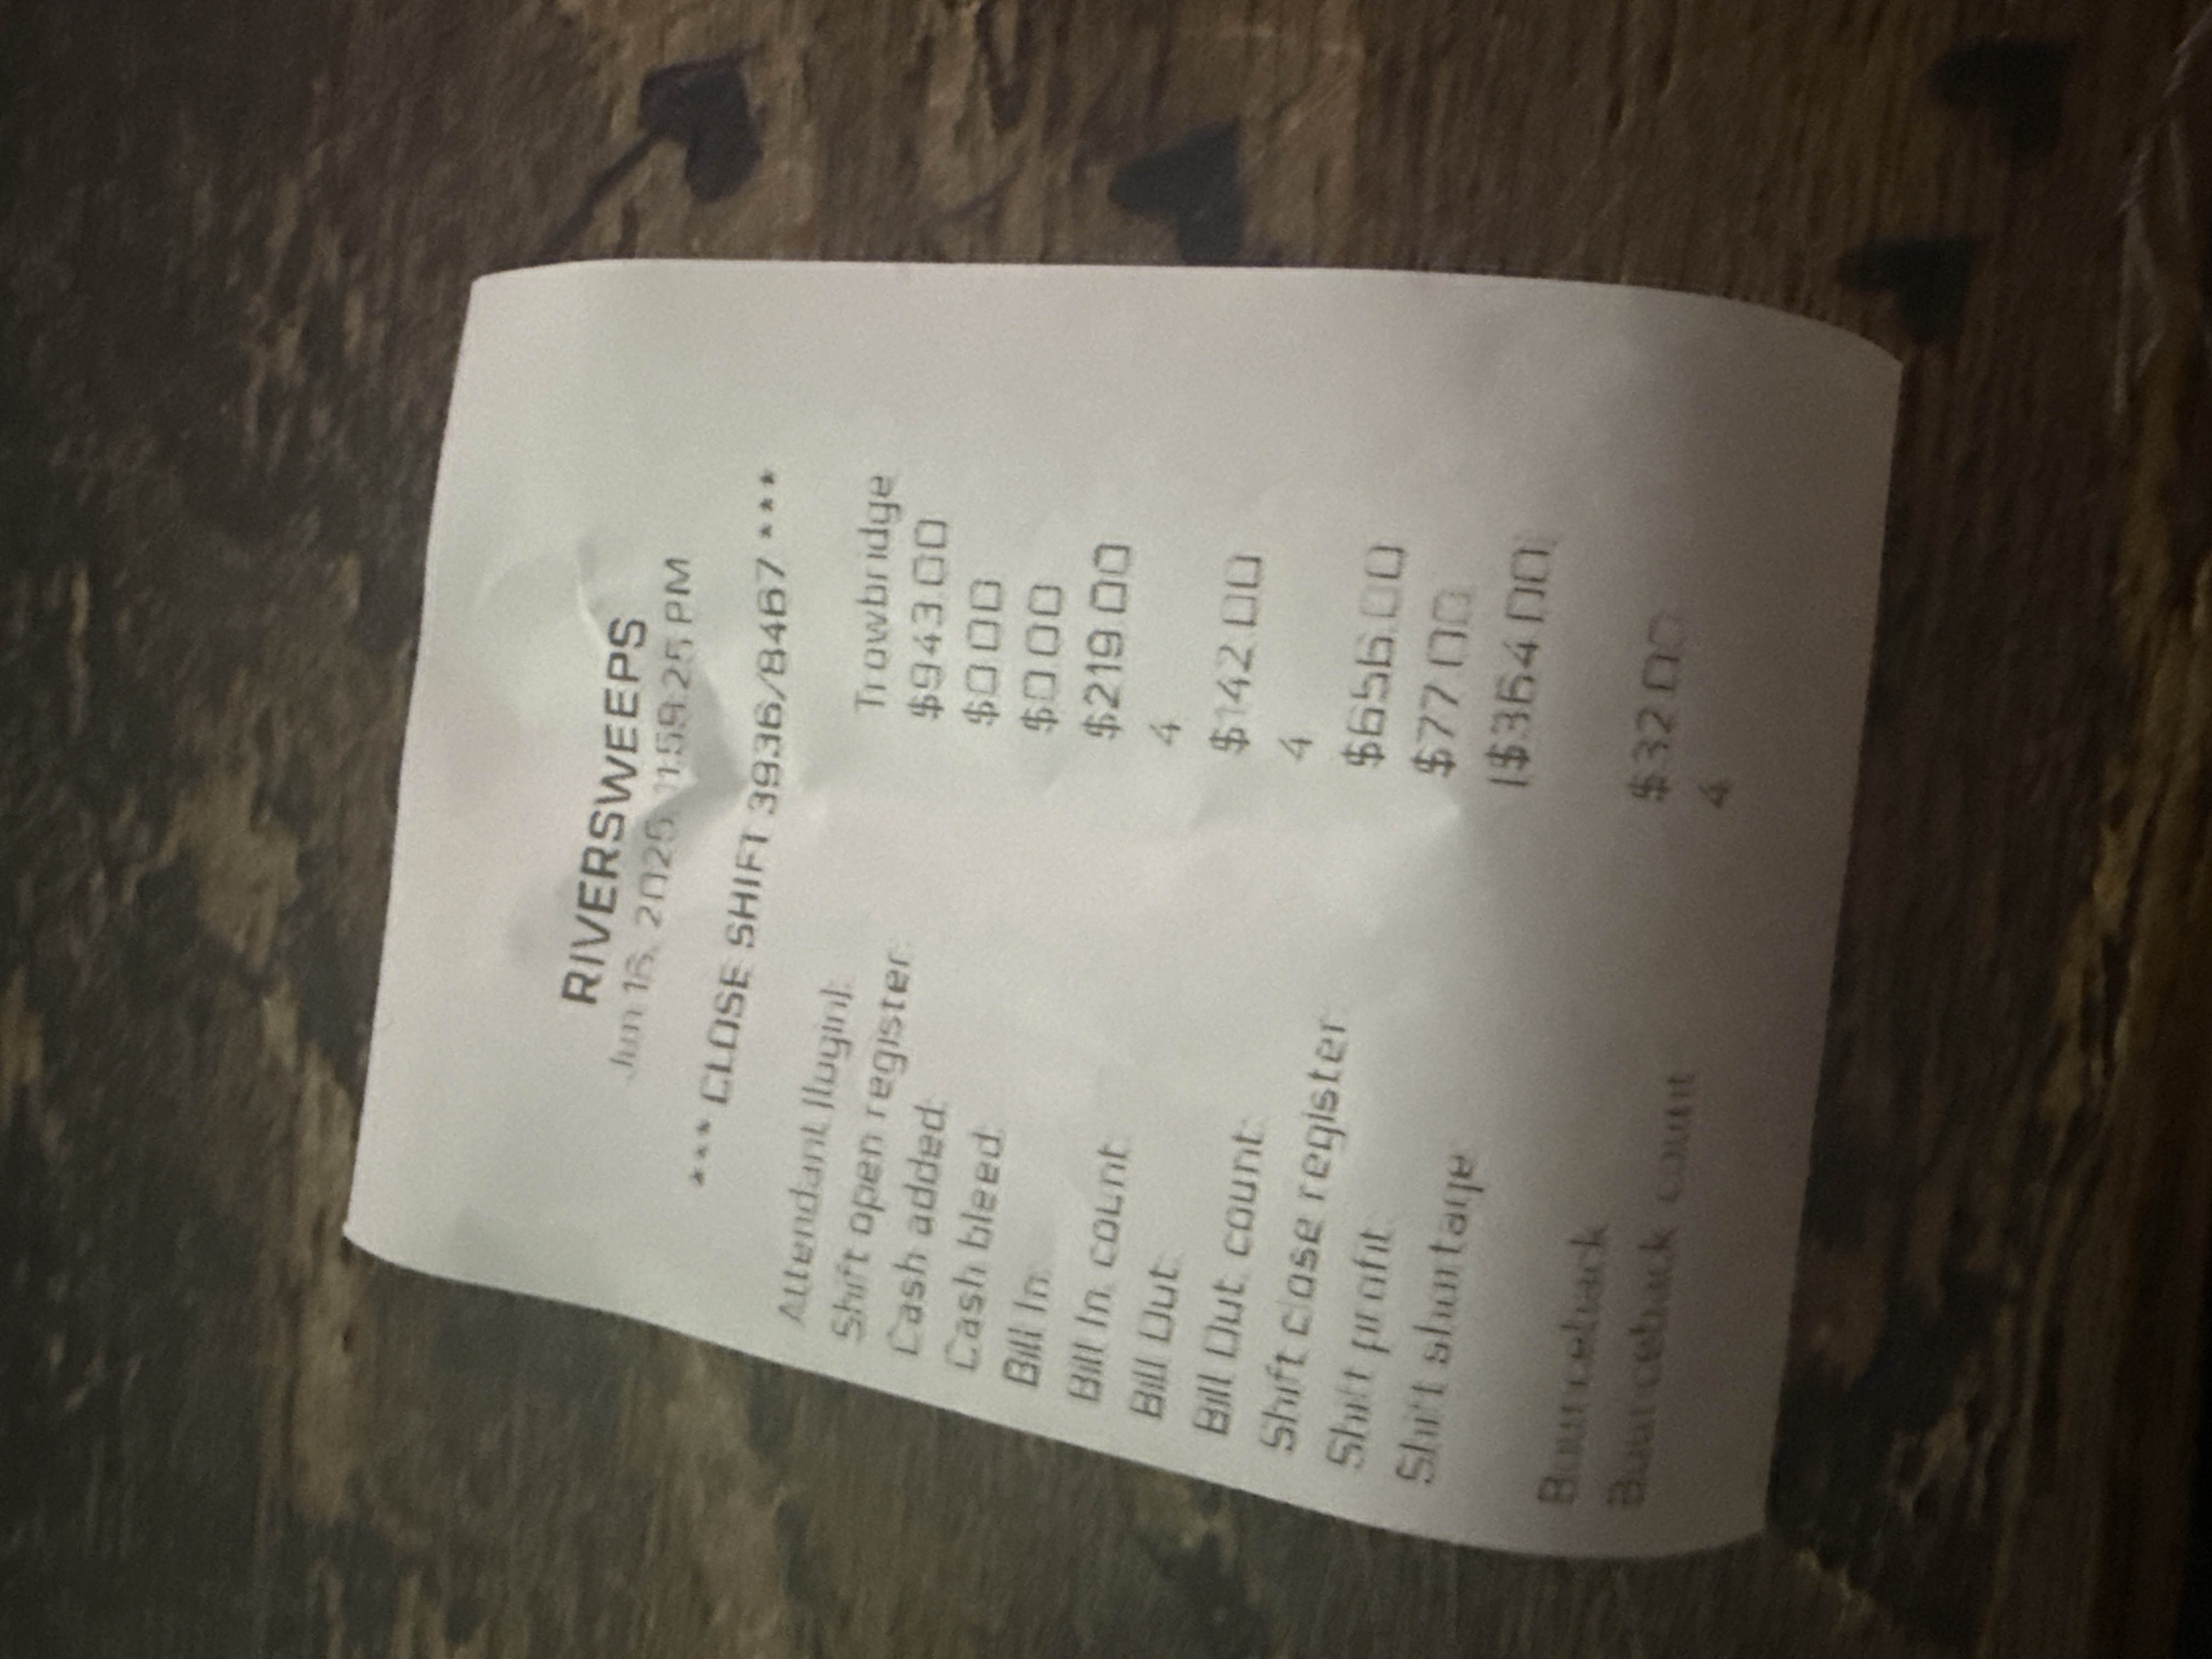 RIVERSWEEPS
Jun 16, 2025, 11:59:25 PM
*** CLOSE SHIFT 3936/8467 ***
Attendant (login): Trowbridge
Shift open register: $943.00
Cash added: $0.00
Cash bleed: $0.00
Bill In: $219.00
Bill In, count: 4
Bill Out: $142.00
Bill Out, count: 4
Shift close register: $656.00
Shift profit: $77.00
Shift shortage: ($364.00)
Bounceback $32.00
Bounceback count 4